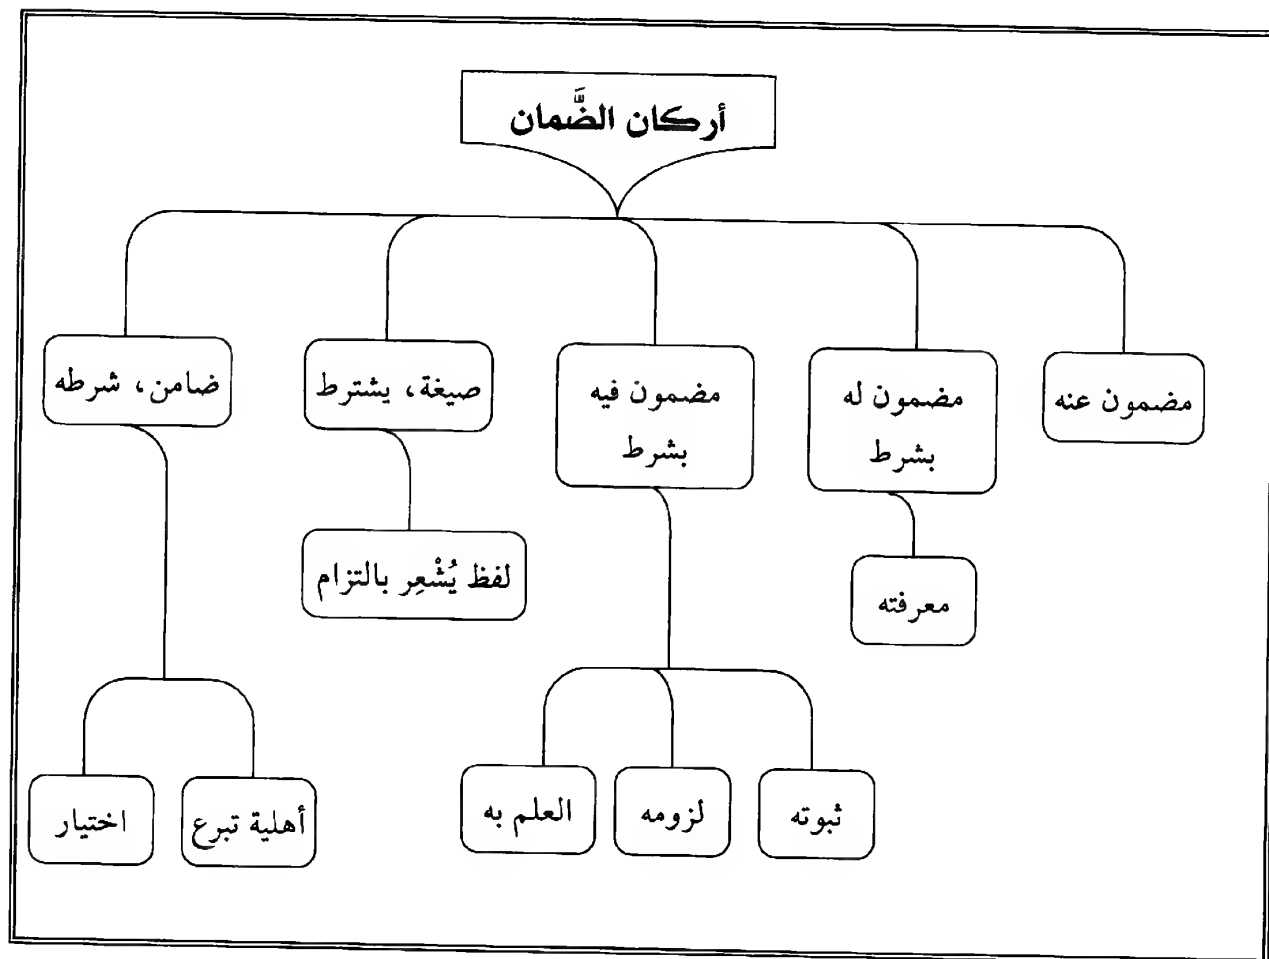 أركان الضَّمان
مضمون عنه
مضمون له
بشرط
مضمون فيه
بشرط
صيغة، يشترط
ضامن، شرطه
معرفته
لفظ يُشْعِر بالتزام
ثبوته
لزومه
العلم به
أهلية تبرع
اختيار